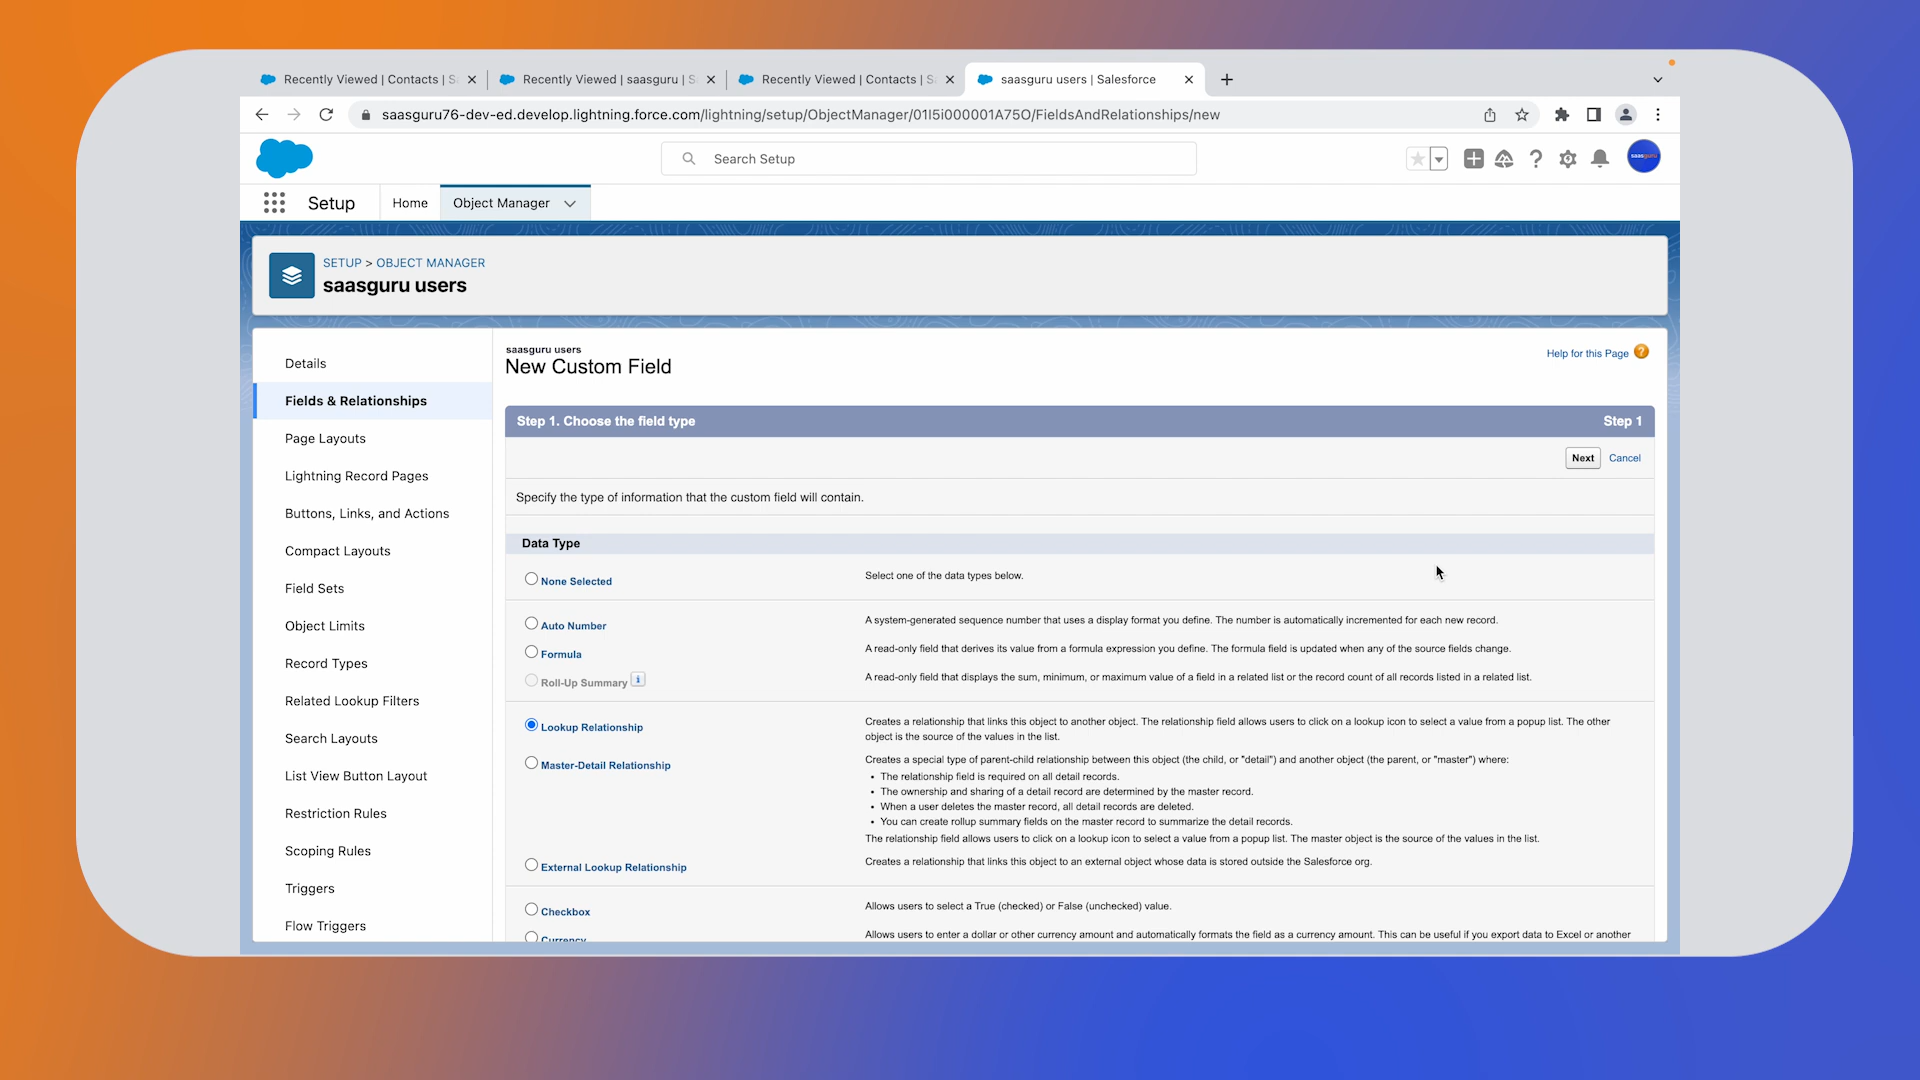 Recently Viewed | Contacts | S
Recently Viewed | saasguru | S
Recently Viewed | Contacts | S
saasguru users | Salesforce
saasguru76-dev-ed.develop.lightning.force.com/lightning/setup/ObjectManager/01I5i000001A75O/FieldsAndRelationships/new
Search Setup
saasguru
Setup
Home
Object Manager
SETUP > OBJECT MANAGER
saasguru users
Details
Fields & Relationships
Page Layouts
Lightning Record Pages
Buttons, Links, and Actions
Compact Layouts
Field Sets
Object Limits
Record Types
Related Lookup Filters
Search Layouts
List View Button Layout
Restriction Rules
Scoping Rules
Triggers
Flow Triggers
saasguru users
New Custom Field
Help for this Page ?
Step 1. Choose the field type
Step 1
Next
Cancel
Specify the type of information that the custom field will contain.
Data Type
None Selected
Select one of the data types below.
Auto Number
A system-generated sequence number that uses a display format you define. The number is automatically incremented for each new record.
Formula
A read-only field that derives its value from a formula expression you define. The formula field is updated when any of the source fields change.
Roll-Up Summary i
A read-only field that displays the sum, minimum, or maximum value of a field in a related list or the record count of all records listed in a related list.
Lookup Relationship
Creates a relationship that links this object to another object. The relationship field allows users to click on a lookup icon to select a value from a popup list. The other
object is the source of the values in the list.
Master-Detail Relationship
Creates a special type of parent-child relationship between this object (the child, or "detail") and another object (the parent, or "master") where:
• The relationship field is required on all detail records.
• The ownership and sharing of a detail record are determined by the master record.
• When a user deletes the master record, all detail records are deleted.
• You can create rollup summary fields on the master record to summarize the detail records.
The relationship field allows users to click on a lookup icon to select a value from a popup list. The master object is the source of the values in the list.
External Lookup Relationship
Creates a relationship that links this object to an external object whose data is stored outside the Salesforce org.
Checkbox
Allows users to select a True (checked) or False (unchecked) value.
Currency
Allows users to enter a dollar or other currency amount and automatically formats the field as a currency amount. This can be useful if you export data to Excel or another